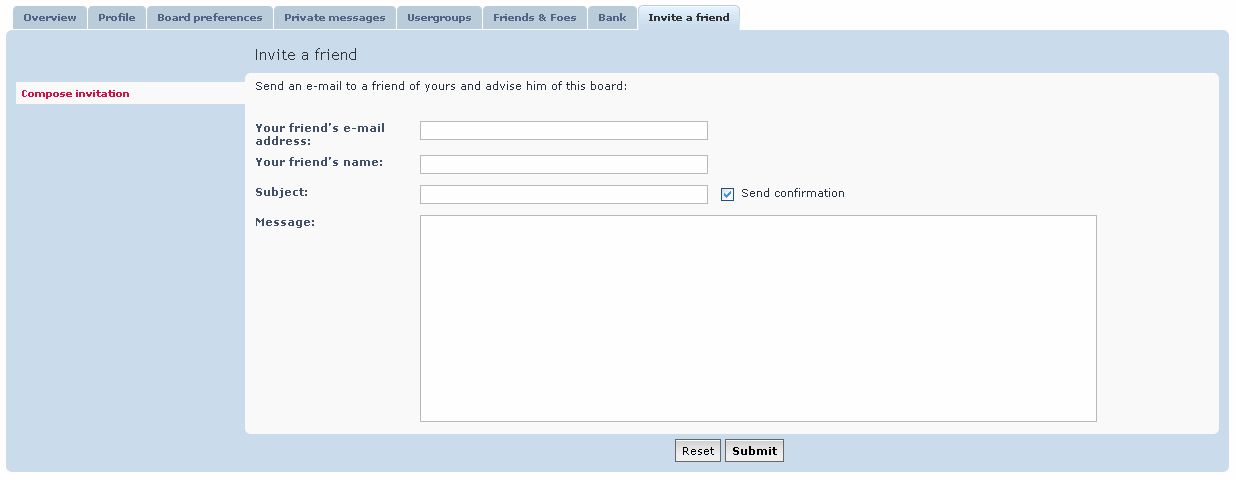 Overview Profile Board preferences Private messages Usergroups Friends & Foes Bank Invite a friend
Invite a friend
Compose invitation
Send an e-mail to a friend of yours and advise him of this board:
Your friend's e-mail
address:
Your friend's name:
Subject:
Send confirmation
Message:
Reset Submit